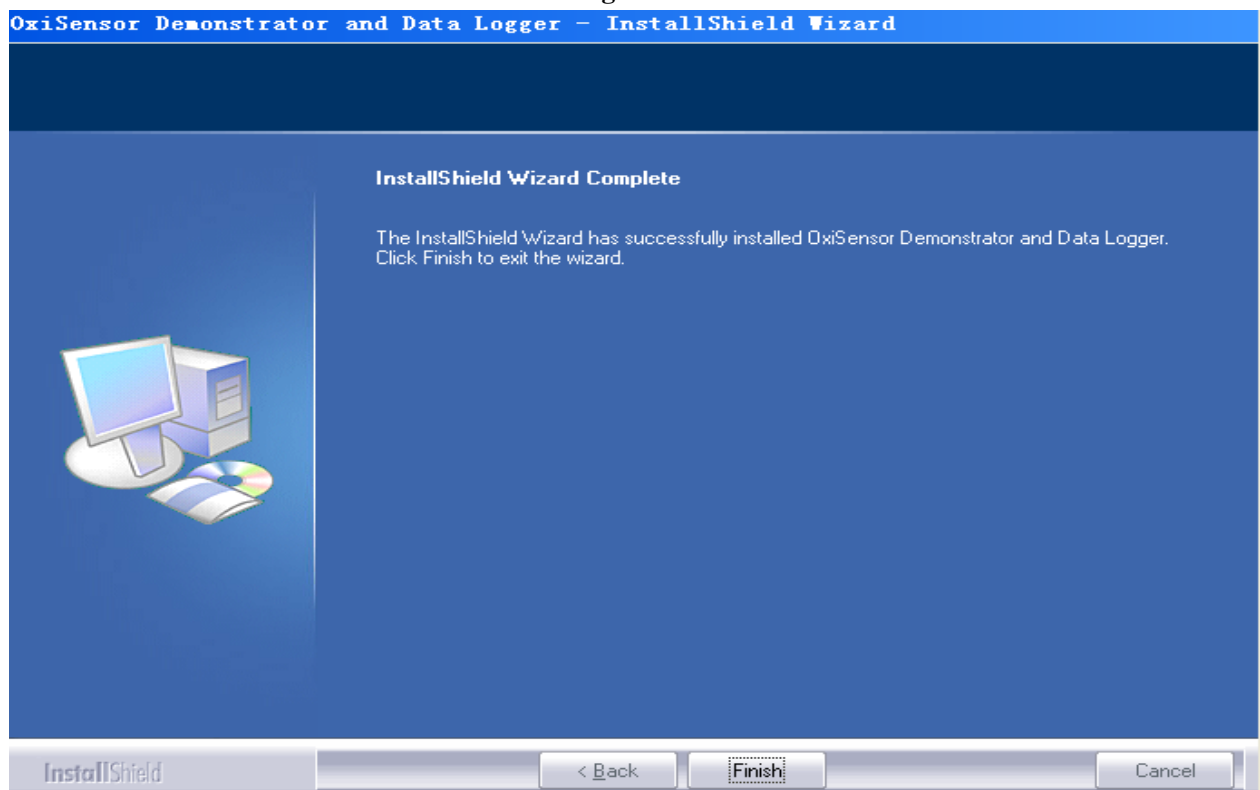 OxiSensor Demonstrator and Data Logger - InstallShield Wizard
InstallShield Wizard Complete
The InstallShield Wizard has successfully installed OxiSensor Demonstrator and Data Logger.
Click Finish to exit the wizard.
InstallShield
< Back
Finish
Cancel